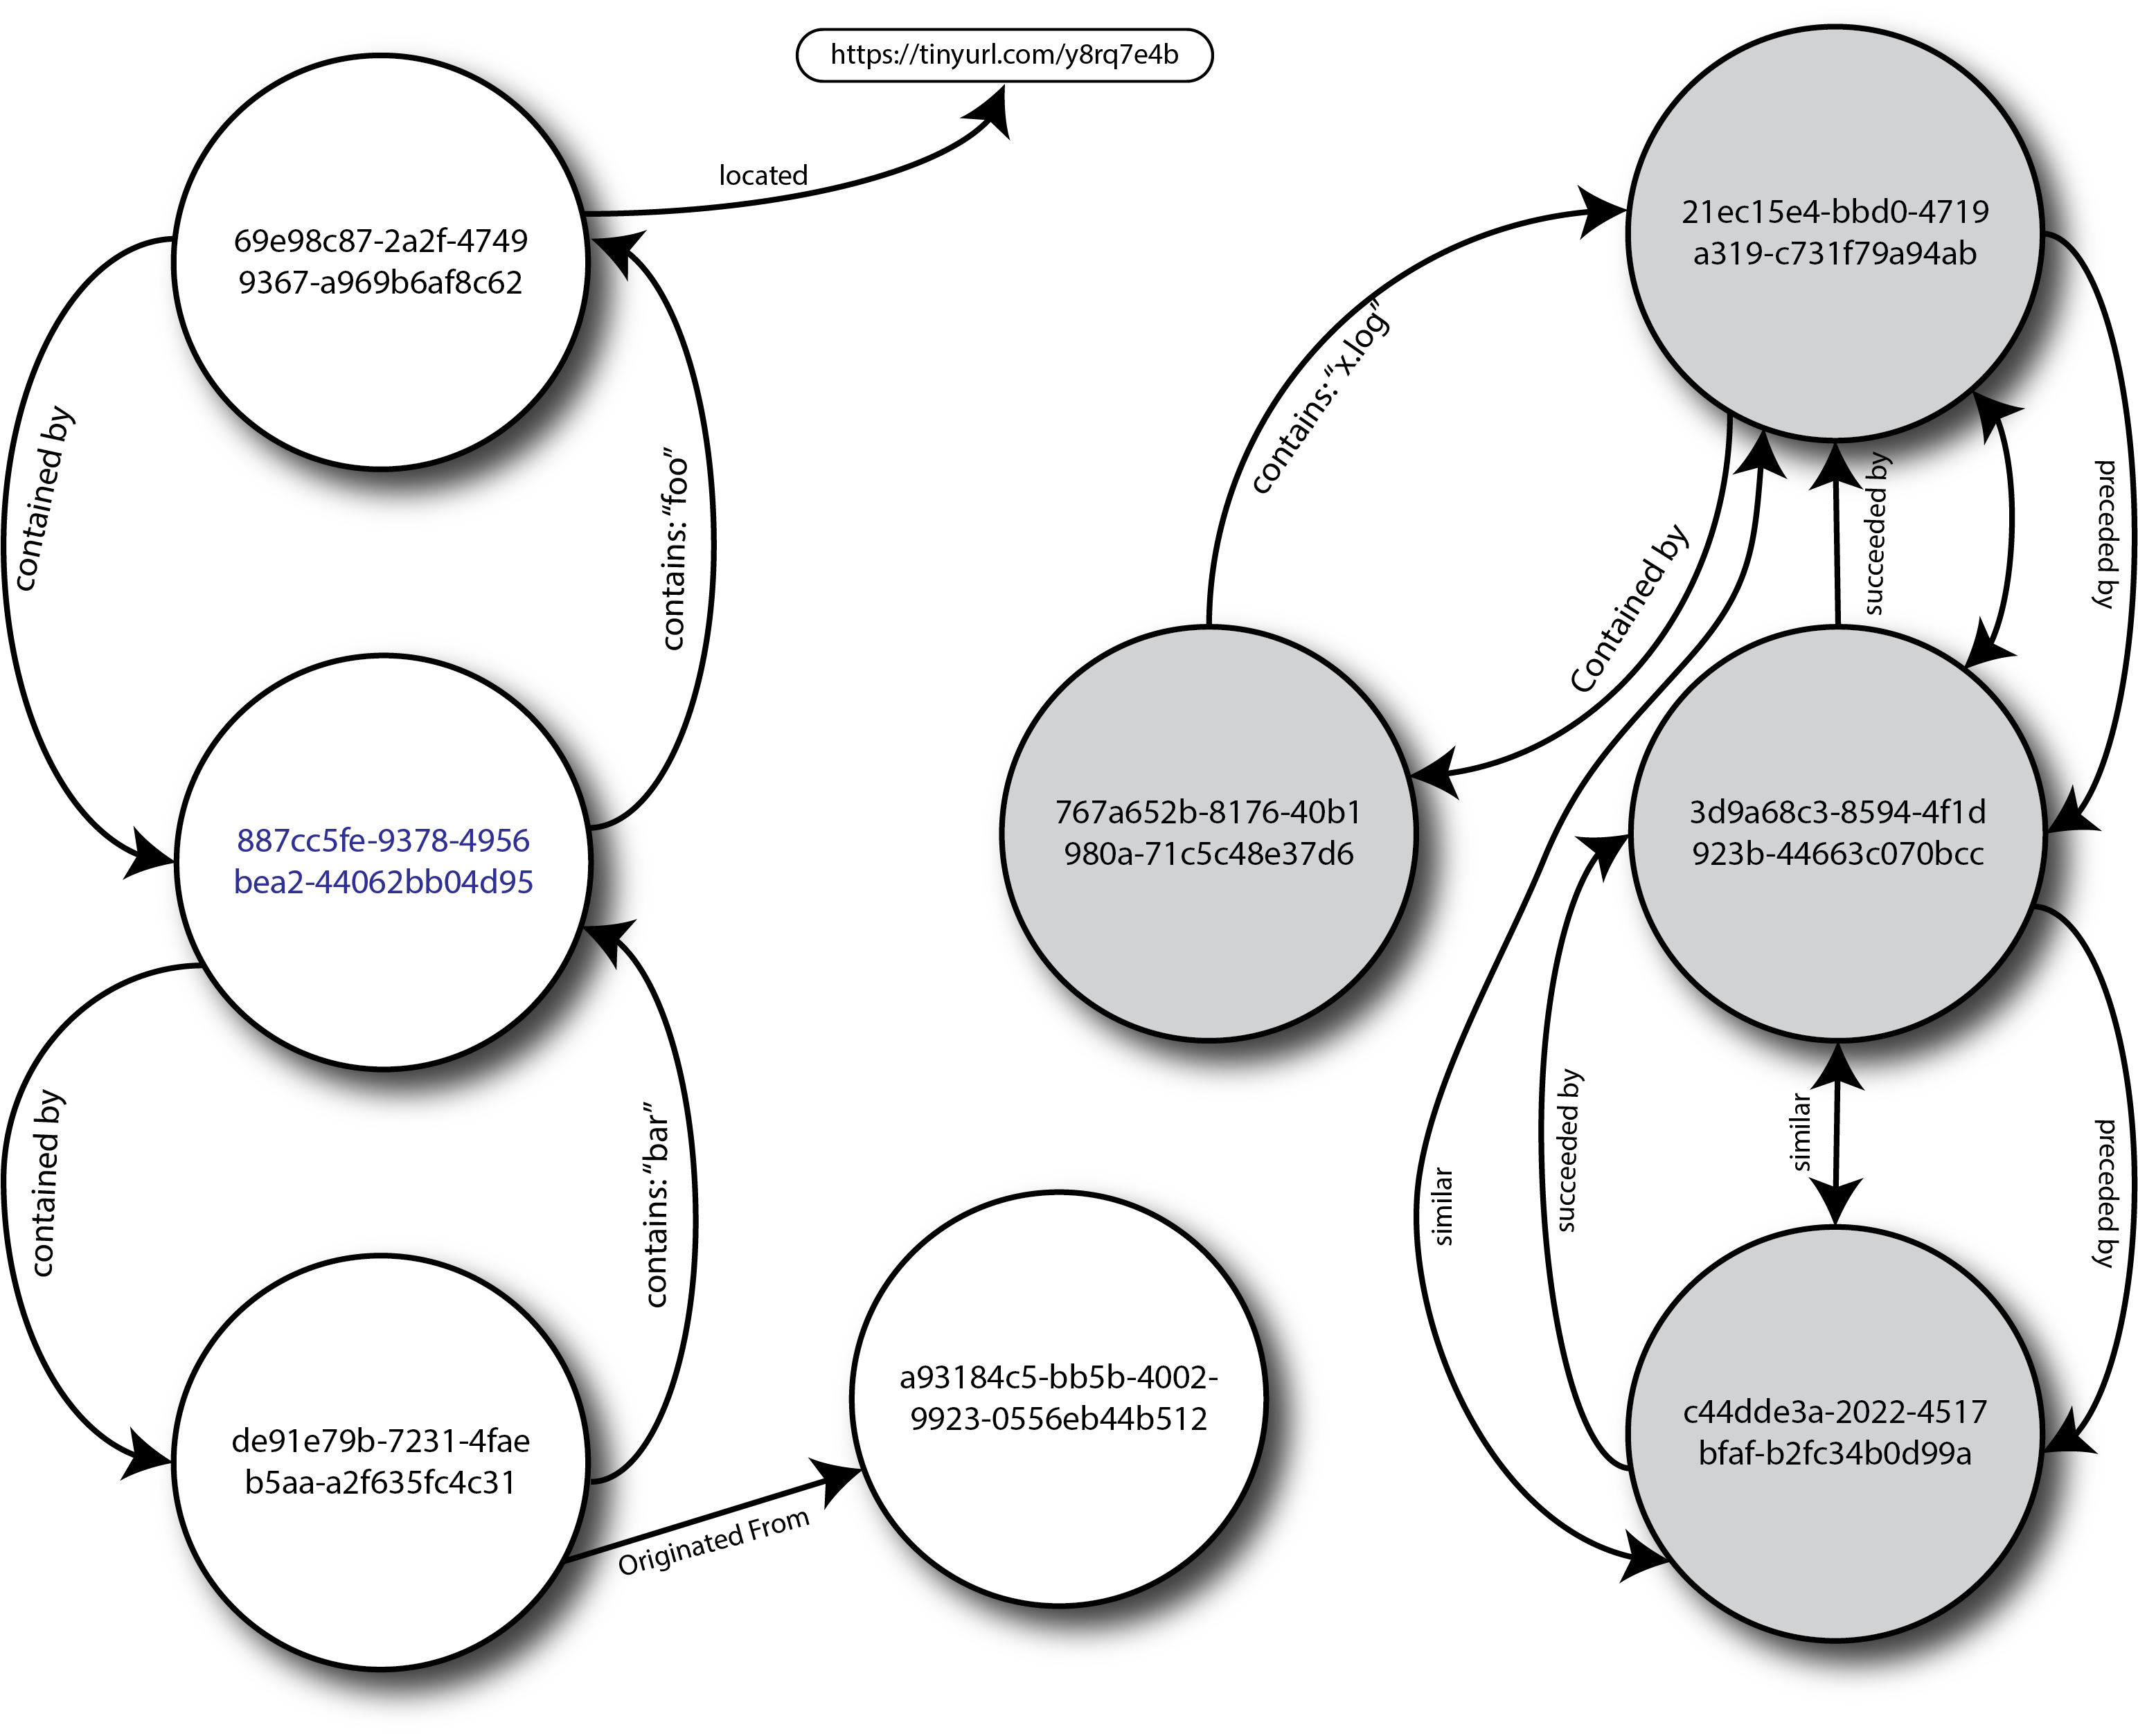 https://tinyurl.com/y8rq7e4b
located
69e98c87-2a2f-4749
9367-a969b6af8c62
contained by
contains: “foo”
887cc5fe-9378-4956
bea2-44062bb04d95
contained by
contains: “bar”
de91e79b-7231-4fae
b5aa-a2f635fc4c31
Originated From
a93184c5-bb5b-4002-
9923-0556eb44b512
21ec15e4-bbd0-4719
a319-c731f79a94ab
contains: “x.log”
Contained by
succeeded by
preceded by
767a652b-8176-40b1
980a-71c5c48e37d6
3d9a68c3-8594-4f1d
923b-44663c070bcc
similar
succeeded by
similar
preceded by
c44dde3a-2022-4517
bfaf-b2fc34b0d99a